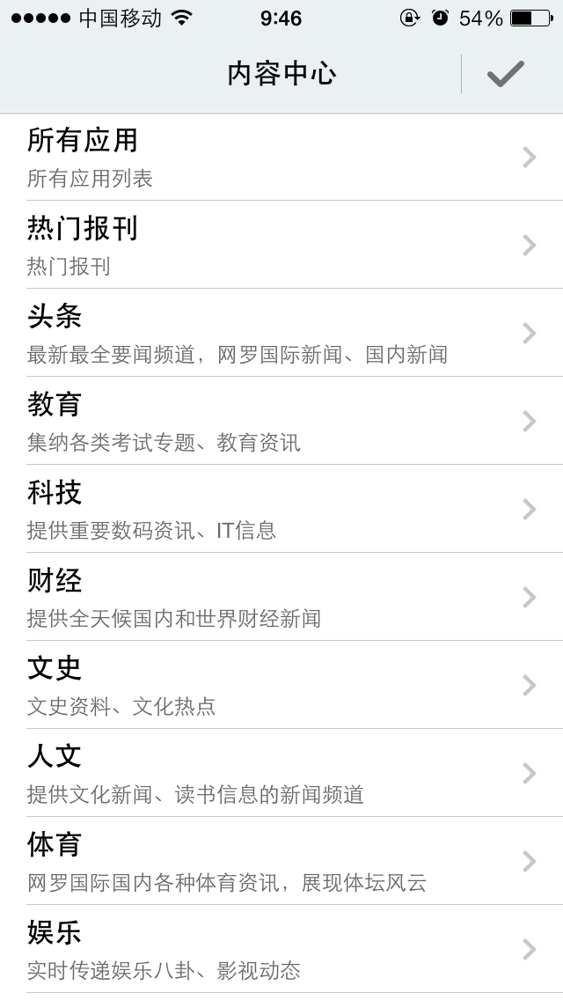 中国移动 9:46 54%
内容中心
所有应用
所有应用列表
热门报刊
热门报刊
头条
最新最全要闻频道，网罗国际新闻、国内新闻
教育
集纳各类考试专题、教育资讯
科技
提供重要数码资讯、IT信息
财经
提供全天候国内和世界财经新闻
文史
文史资料、文化热点
人文
提供文化新闻、读书信息的新闻频道
体育
网罗国际国内各种体育资讯，展现体坛风云
娱乐
实时传递娱乐八卦、影视动态